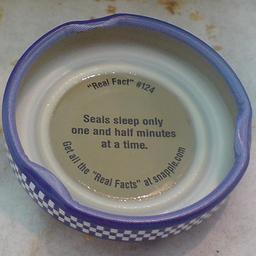 "Real Fact" #124
Seals sleep only
one and half minutes
at a time.
Get all the "Real Facts" at snapple.com